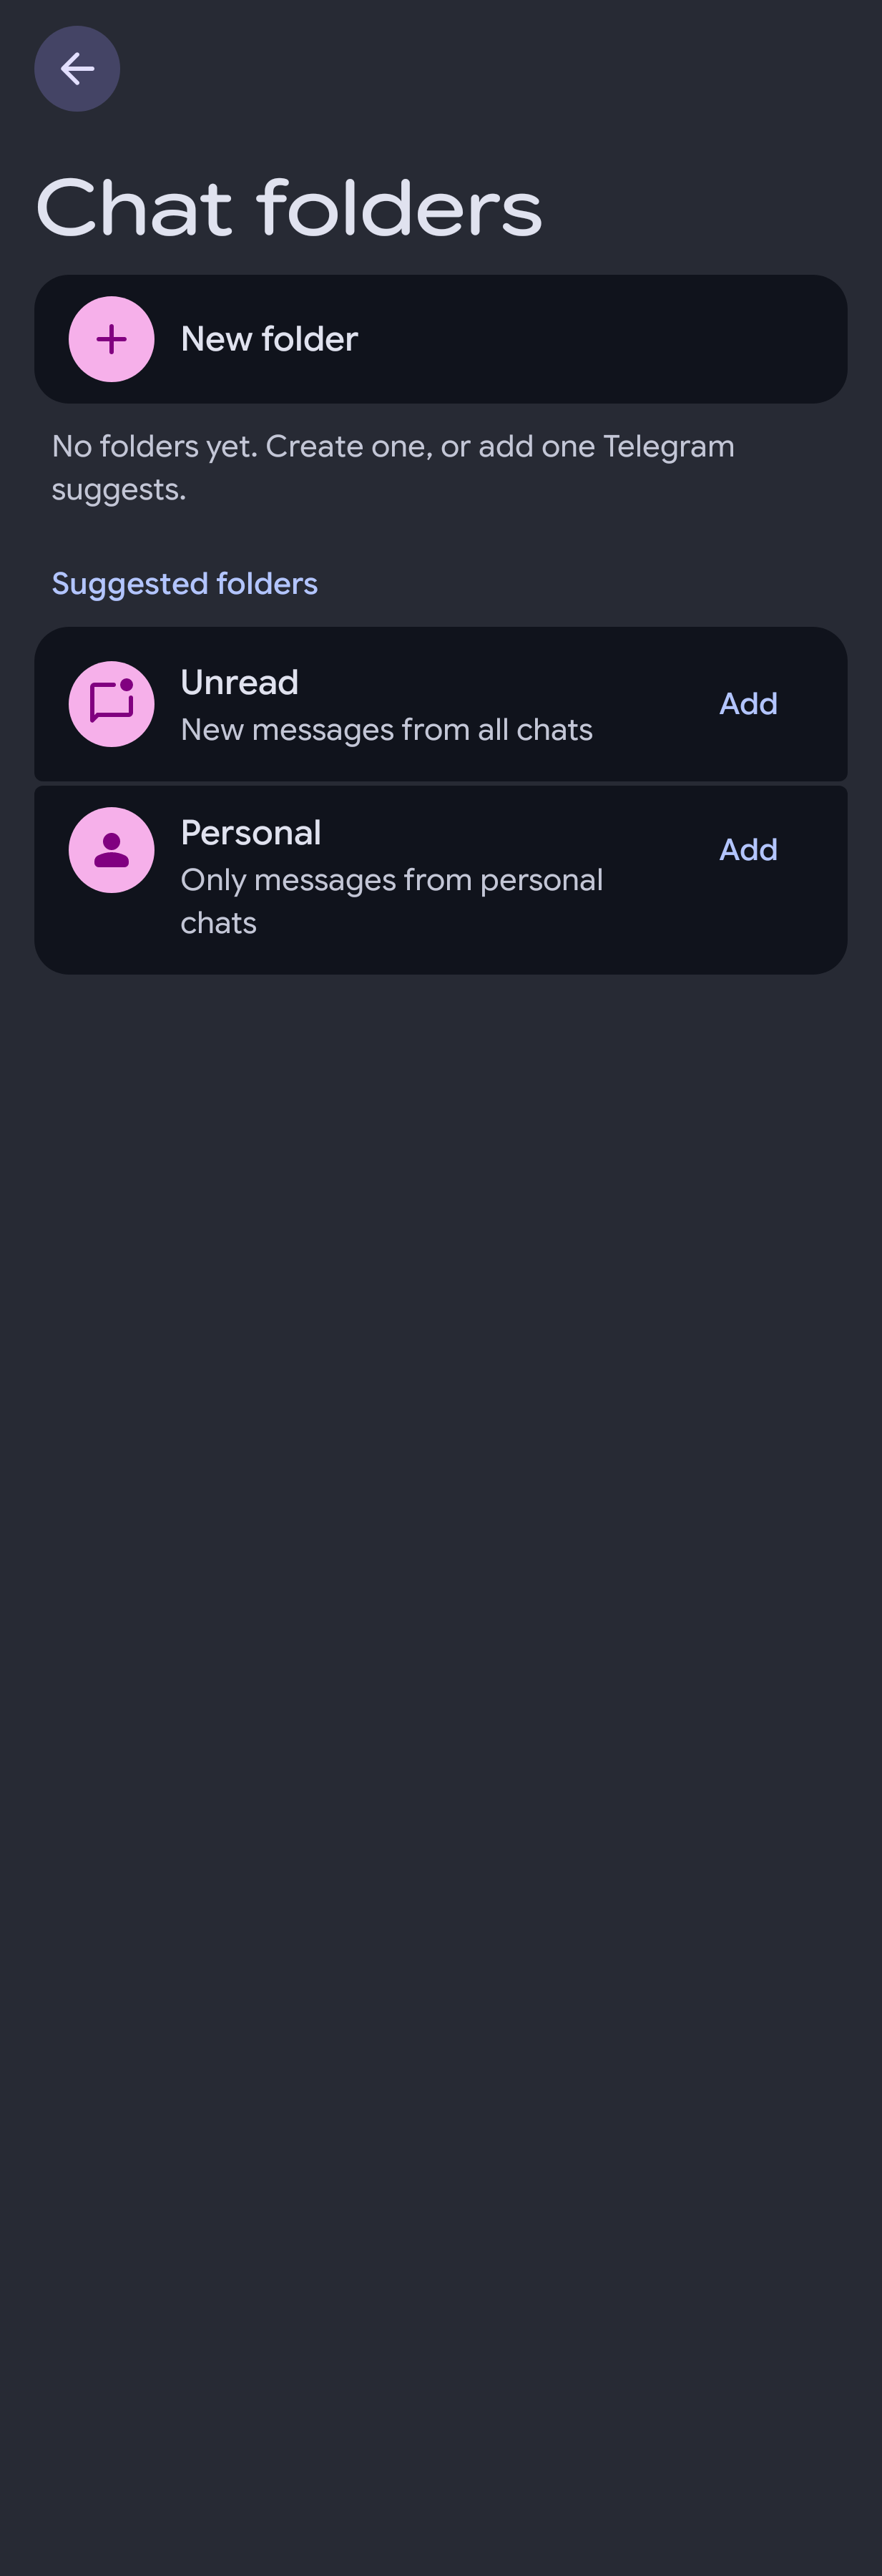 Chat folders
New folder
No folders yet. Create one, or add one Telegram
suggests.
Suggested folders
Unread
New messages from all chats
Add
Personal
Only messages from personal
chats
Add